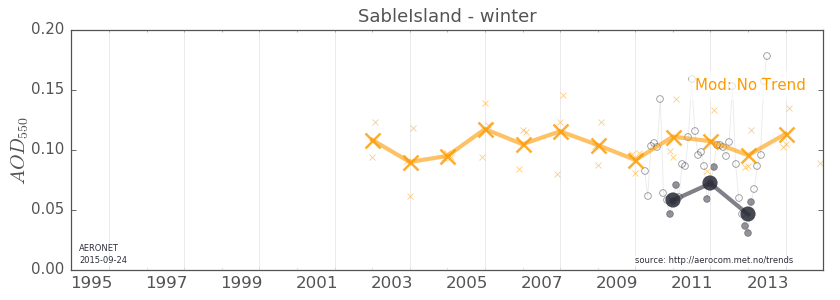 SableIsland - winter
0.20
0.15
0.10
0.05
0.00
AOD550
Mod: No Trend
AERONET
2015-09-24
source: http://aerocom.met.no/trends
1995 1997 1999 2001 2003 2005 2007 2009 2011 2013